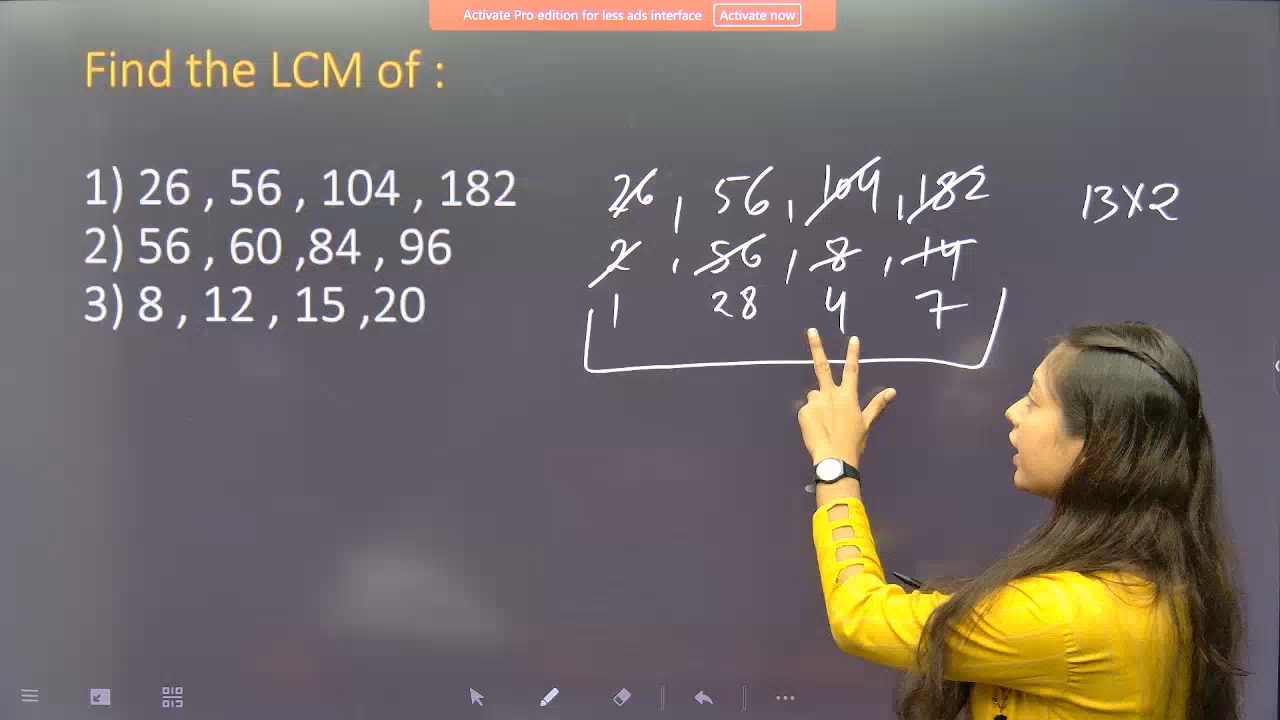 Activate Pro edition for less ads interface Activate now
Find the LCM of :
1) 26 , 56 , 104 , 182
2) 56 , 60 ,84 , 96
3) 8 , 12 , 15 ,20
26 , 56 , 104 , 182
2 , 56 , 8 , 14
1 28 4 7
13 X 2